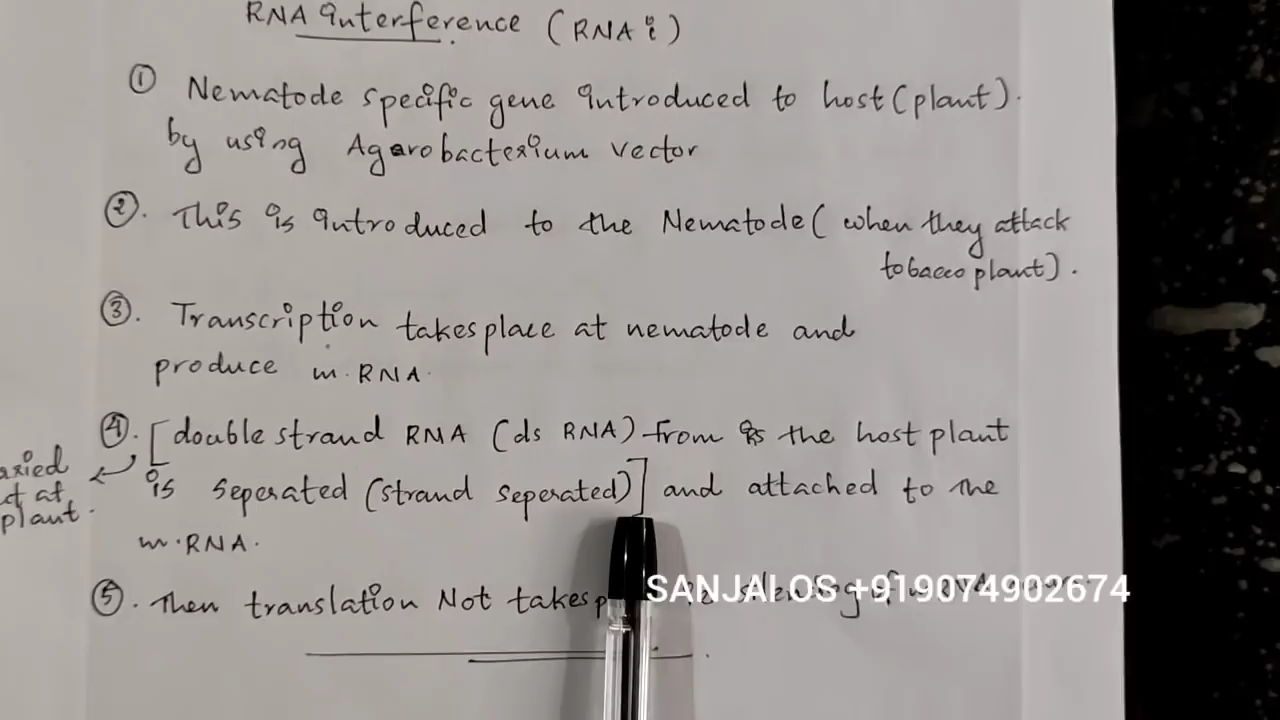 RNA interference (RNAi)
① Nematode specific gene introduced to host (plant).
by using Agarobacterium vector
②. This is introduced to the Nematode ( when they attack
tobacco plant).
③. Transcription takesplace at nematode and
produce m.RNA.
④. [double strand RNA (ds RNA) from the host plant
is seperated (strand seperated)] and attached to the
m.RNA.
plant.
⑤. Then translation Not takes
SANJAI OS +919074902674